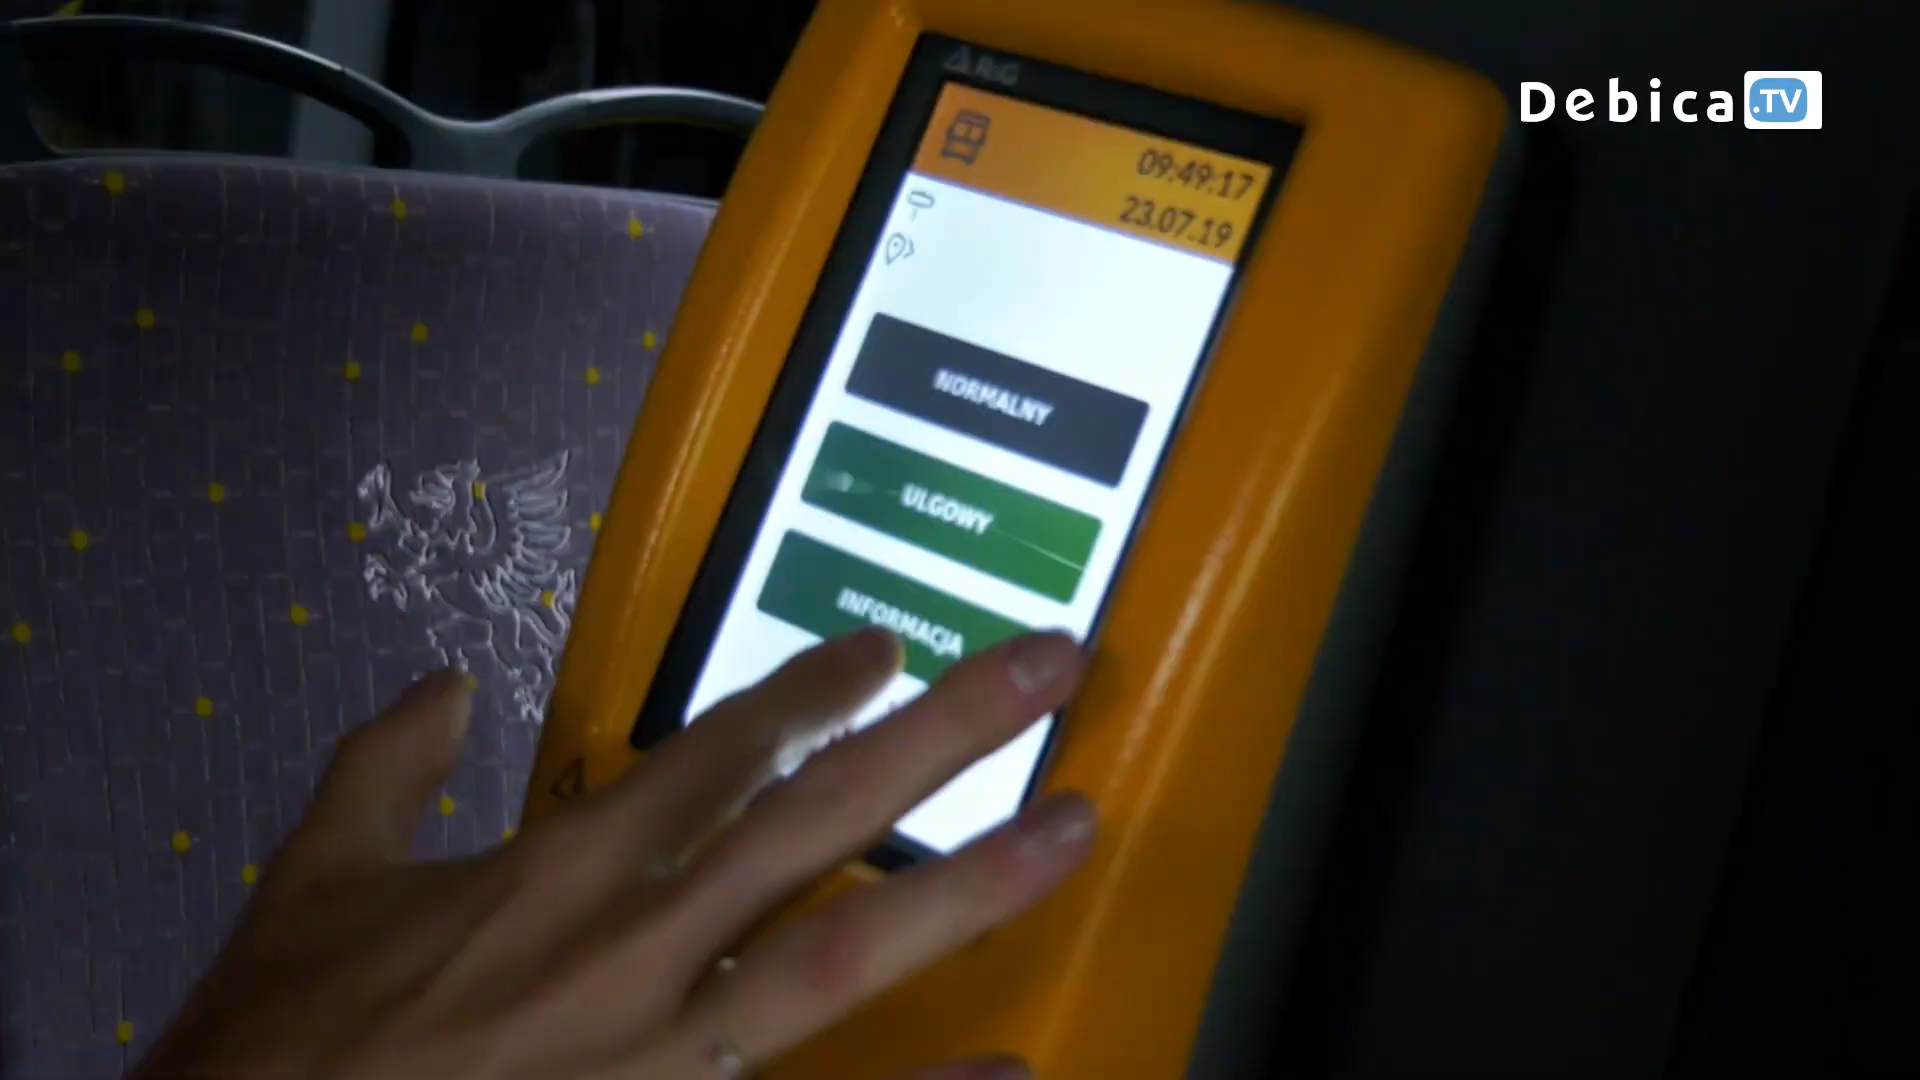 Debica.TV
R&G
09:49:17
23.07.19
NORMALNY
ULGOWY
INFORMACJA